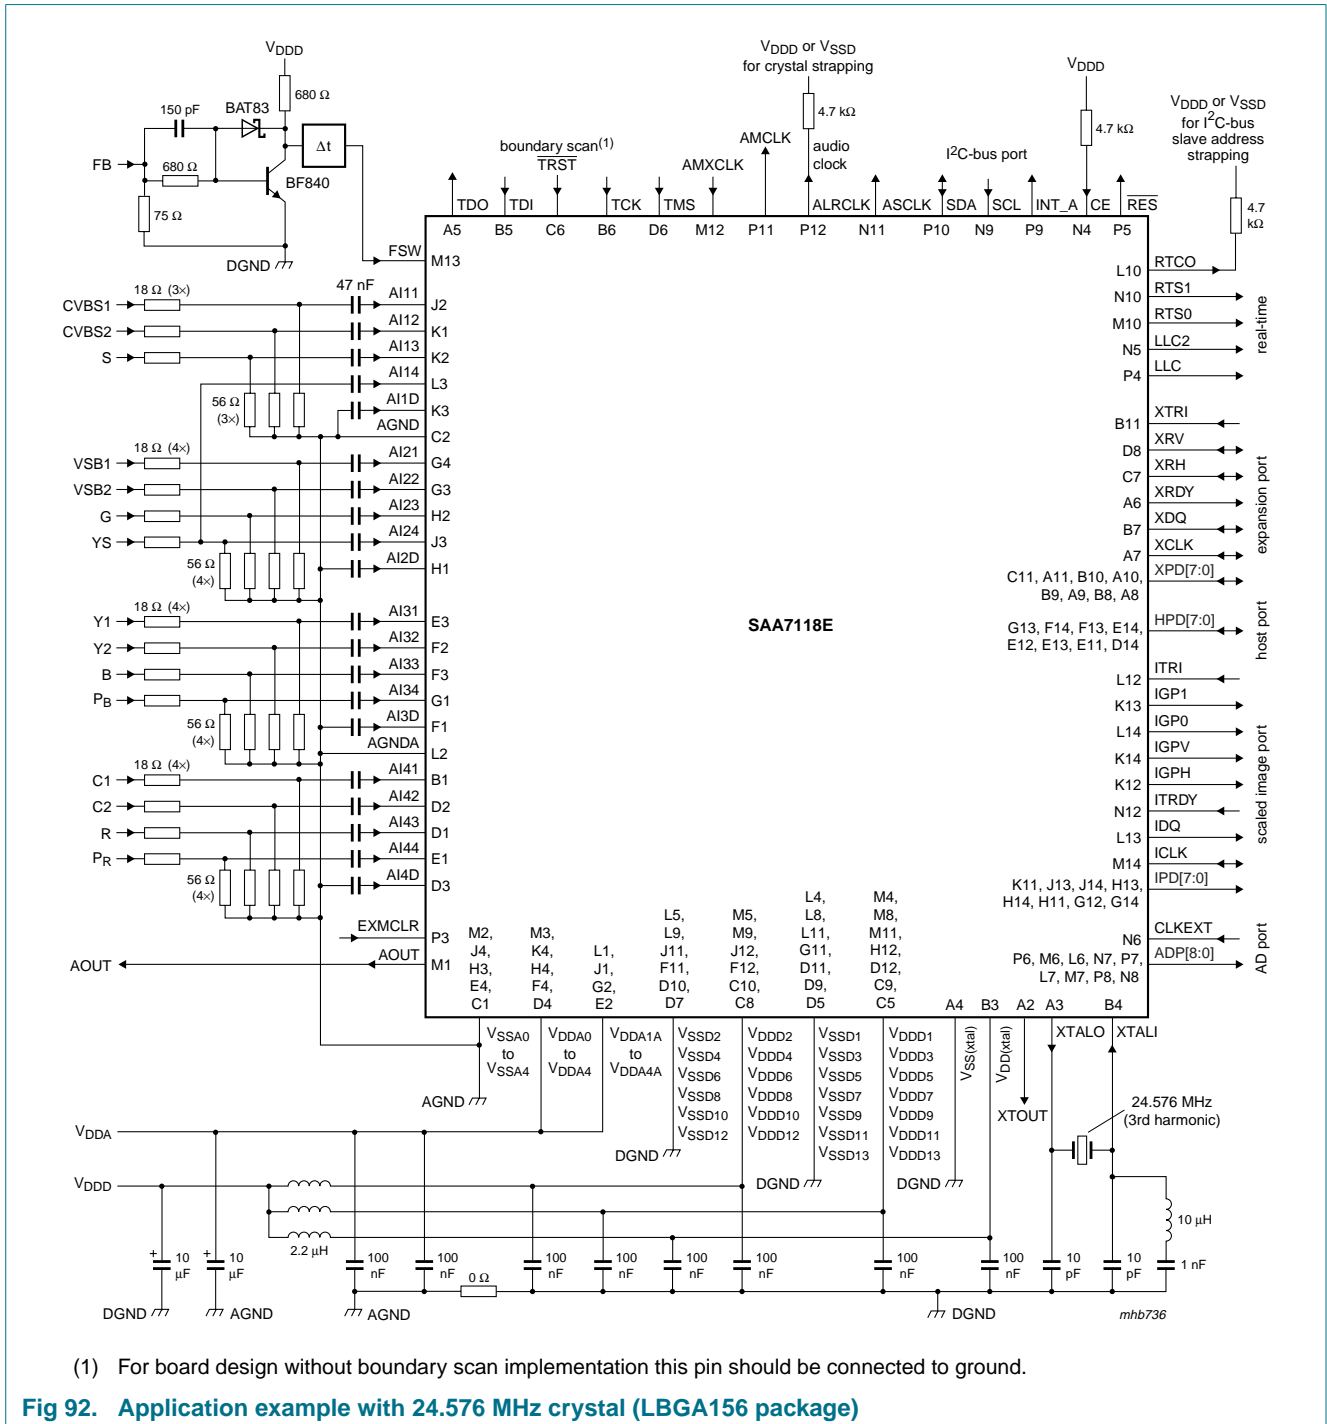 VDDD
680 Ω
150 pF
BAT83
Δt
FB
680 Ω
BF840
75 Ω
DGND
VDDD or VSSD
for crystal strapping
4.7 kΩ
AMCLK
audio
clock
boundary scan(1)
TRST
AMXCLK
I2C-bus port
VDDD
4.7 kΩ
VDDD or VSSD
for I2C-bus
slave address
strapping
4.7
kΩ
TDO
TDI
TCK
TMS
ALRCLK
ASCLK
SDA
SCL
INT_A
CE
RES
A5
B5
C6
B6
D6
M12
P11
P12
N11
P10
N9
P9
N4
P5
FSW
M13
18 Ω (3×)
47 nF
CVBS1
AI11
J2
CVBS2
AI12
K1
S
AI13
K2
AI14
L3
56 Ω
(3×)
AI1D
K3
AGND
C2
18 Ω (4×)
VSB1
AI21
G4
VSB2
AI22
G3
G
AI23
H2
YS
AI24
J3
56 Ω
(4×)
AI2D
H1
18 Ω (4×)
Y1
AI31
E3
Y2
AI32
F2
B
AI33
F3
PB
AI34
G1
56 Ω
(4×)
AI3D
F1
AGNDA
L2
18 Ω (4×)
C1
AI41
B1
C2
AI42
D2
R
AI43
D1
PR
AI44
E1
56 Ω
(4×)
AI4D
D3
EXMCLR
P3
AOUT
AOUT
M1
SAA7118E
L10
RTCO
N10
RTS1
M10
RTS0
N5
LLC2
P4
LLC
real-time
B11
XTRI
D8
XRV
C7
XRH
A6
XRDY
B7
XDQ
A7
XCLK
C11, A11, B10, A10,
B9, A9, B8, A8
XPD[7:0]
expansion port
G13, F14, F13, E14,
E12, E13, E11, D14
HPD[7:0]
host port
L12
ITRI
K13
IGP1
L14
IGP0
K14
IGPV
K12
IGPH
N12
ITRDY
L13
IDQ
M14
ICLK
K11, J13, J14, H13,
H14, H11, G12, G14
IPD[7:0]
scaled image port
N6
CLKEXT
P6, M6, L6, N7, P7,
L7, M7, P8, N8
ADP[8:0]
AD port
M2,
J4,
H3,
E4,
C1
M3,
K4,
H4,
F4,
D4
L1,
J1,
G2,
E2
L5,
L9,
J11,
F11,
D10,
D7
M5,
M9,
J12,
F12,
C10,
C8
L4,
L8,
L11,
G11,
D11,
D9,
D5
M4,
M8,
M11,
H12,
D12,
C9,
C5
A4
B3
A2
A3
B4
VSSA0
to
VSSA4
VDDA0
to
VDDA4
VDDA1A
to
VDDA4A
VSSD2
VSSD4
VSSD6
VSSD8
VSSD10
VSSD12
VDDD2
VDDD4
VDDD6
VDDD8
VDDD10
VDDD12
VSSD1
VSSD3
VSSD5
VSSD7
VSSD9
VSSD11
VSSD13
VDDD1
VDDD3
VDDD5
VDDD7
VDDD9
VDDD11
VDDD13
VSS(xtal)
VDD(xtal)
XTOUT
XTALO
XTALI
24.576 MHz
(3rd harmonic)
AGND
DGND
DGND
DGND
VDDA
VDDD
2.2 µH
10 µH
+ 10
µF
+ 10
µF
100
nF
100
nF
100
nF
100
nF
100
nF
100
nF
100
nF
100
nF
10
pF
10
pF
1 nF
0 Ω
DGND
AGND
AGND
DGND
mhb736
(1) For board design without boundary scan implementation this pin should be connected to ground.
Fig 92. Application example with 24.576 MHz crystal (LBGA156 package)